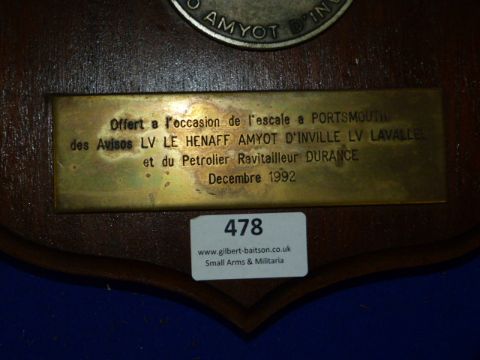 O AMYOT D'INV
Offert a l'occasion de l'escale a PORTSMOUTH
des Avisos LV LE HENAFF AMYOT D'INVILLE LV LAVALLEE
et du Petrolier Ravitailleur DURANCE
Decembre 1992
478
www.gilbert-baitson.co.uk
Small Arms & Militaria